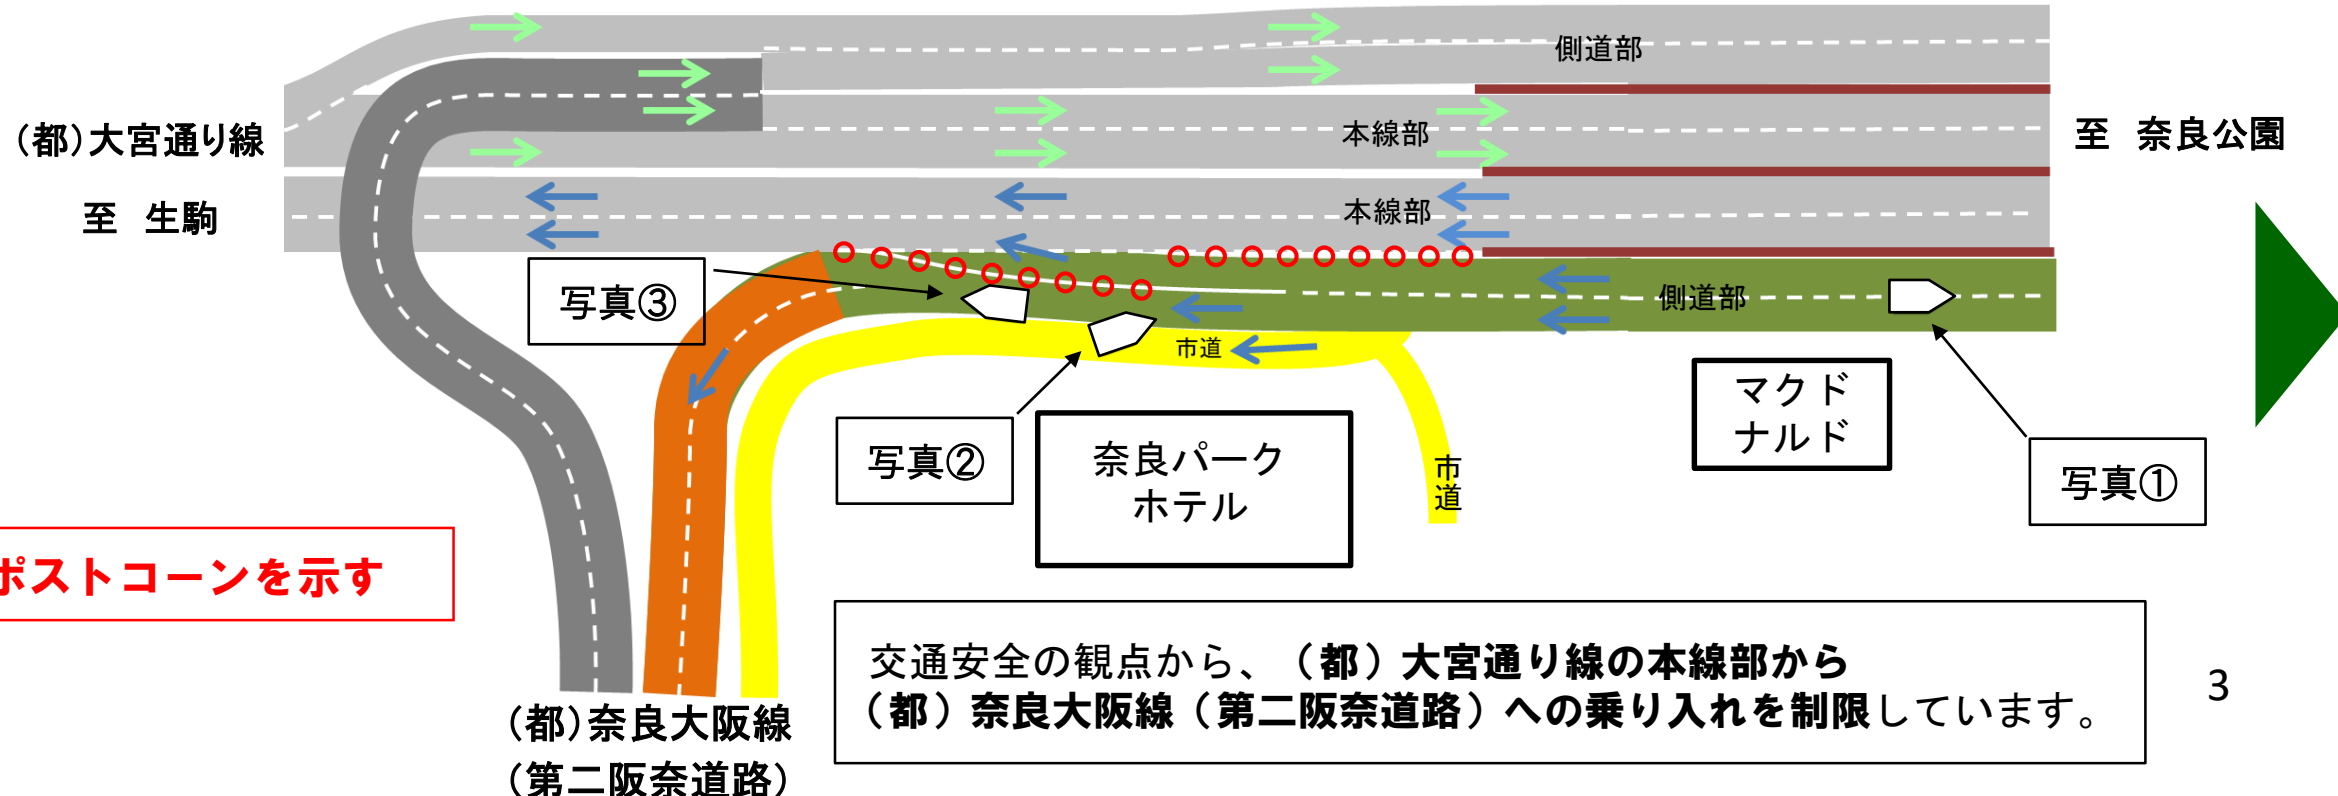 側道部
(都)大宮通り線
本線部
至 奈良公園
至 生駒
本線部
写真③
側道部
市道
マクド
ナルド
写真②
奈良パーク
ホテル
市道
写真①
ポストコーンを示す
交通安全の観点から、(都)大宮通り線の本線部から
(都)奈良大阪線(第二阪奈道路)への乗り入れを制限しています。
3
(都)奈良大阪線
(第二阪奈道路)